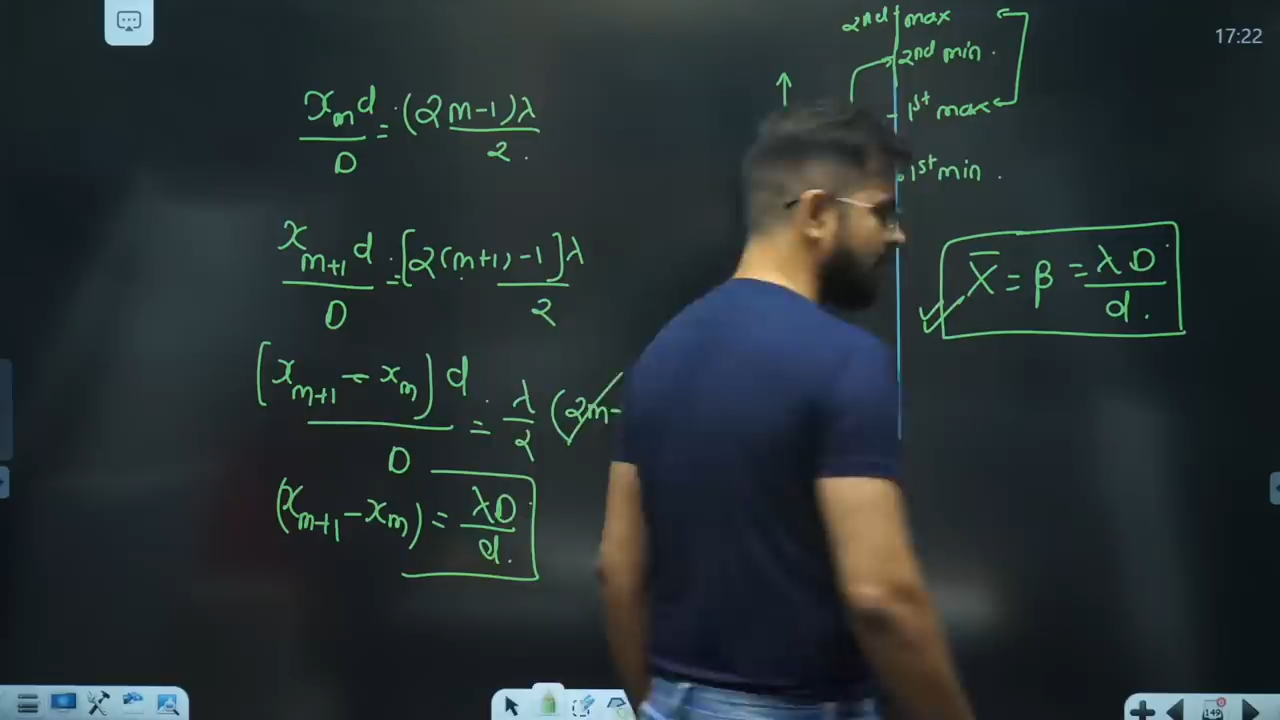 x_m d / D = (2m-1)λ / 2.
x_{m+1} d / D = [2(m+1)-1]λ / 2
(x_{m+1} - x_m) d / D = λ/2 (2m-
(x_{m+1} - x_m) = λD / d.
2nd max
2nd min .
1st max
1st min .
X̄ = β = λD / d.
17:22
149